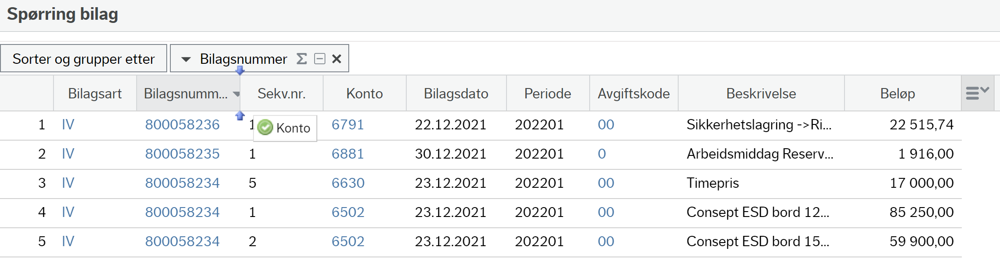 Spørring bilag
Sorter og grupper etter Bilagsnummer Σ
Bilagsart Bilagsnumm... Sekv.nr. Konto Bilagsdato Periode Avgiftskode Beskrivelse Beløp
1 IV 800058236 1 6791 22.12.2021 202201 00 Sikkerhetslagring ->Ri... 22 515,74
Konto
2 IV 800058235 1 6881 30.12.2021 202201 0 Arbeidsmiddag Reserv... 1 916,00
3 IV 800058234 5 6630 23.12.2021 202201 00 Timepris 17 000,00
4 IV 800058234 1 6502 23.12.2021 202201 00 Consept ESD bord 12... 85 250,00
5 IV 800058234 2 6502 23.12.2021 202201 00 Consept ESD bord 15... 59 900,00